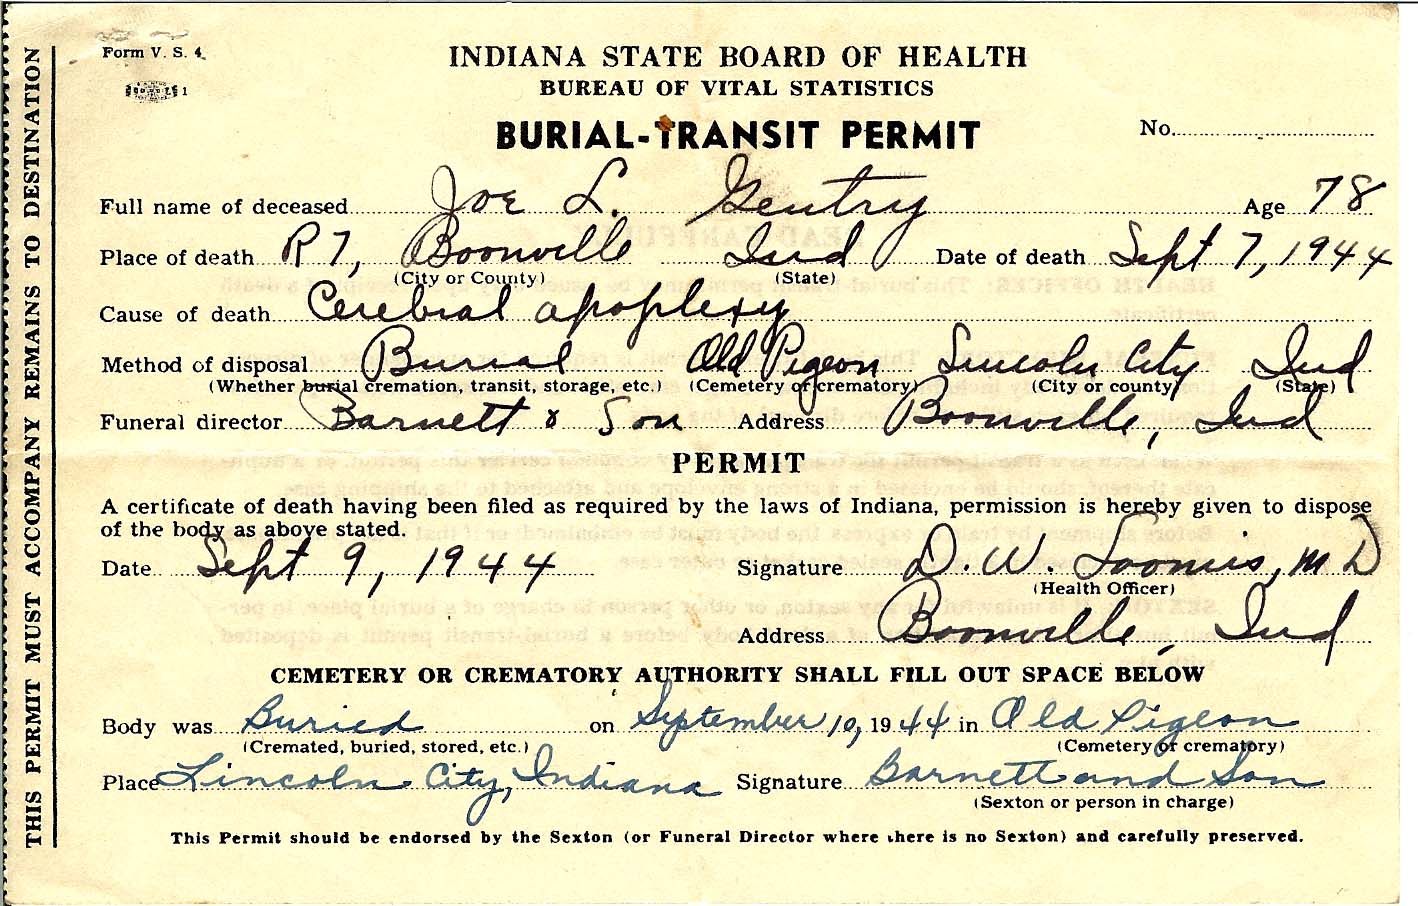 Form V. S. 4
1
INDIANA STATE BOARD OF HEALTH
BUREAU OF VITAL STATISTICS
BURIAL-TRANSIT PERMIT
No.
Full name of deceased Joe L. Gentry Age 78
Place of death R 7, Boonville Ind Date of death Sept 7, 1944
(City or County) (State)
Cause of death Cerebral apoplexy
Method of disposal Burial Old Pigeon Lincoln City Ind
(Whether burial cremation, transit, storage, etc.) (Cemetery or crematory) (City or county) (State)
Funeral director Barnett & Son Address Boonville, Ind
PERMIT
A certificate of death having been filed as required by the laws of Indiana, permission is hereby given to dispose
of the body as above stated.
Date Sept 9, 1944 Signature D. W. Loomis, M D
(Health Officer)
Address Boonville, Ind
CEMETERY OR CREMATORY AUTHORITY SHALL FILL OUT SPACE BELOW
Body was Buried on September 10, 1944 in Old Pigeon
(Cremated, buried, stored, etc.) (Cemetery or crematory)
Place Lincoln City, Indiana Signature Barnett and Son
(Sexton or person in charge)
This Permit should be endorsed by the Sexton (or Funeral Director where there is no Sexton) and carefully preserved.
THIS PERMIT MUST ACCOMPANY REMAINS TO DESTINATION